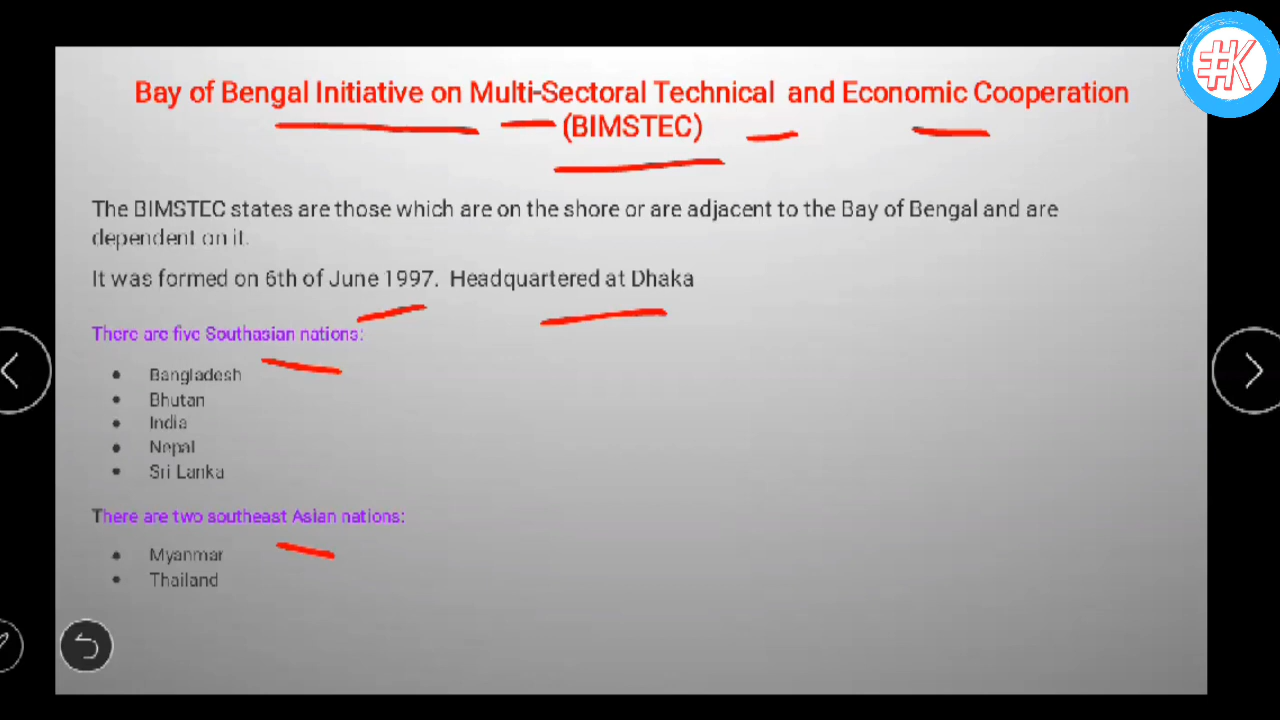 #K
Bay of Bengal Initiative on Multi-Sectoral Technical and Economic Cooperation
(BIMSTEC)
The BIMSTEC states are those which are on the shore or are adjacent to the Bay of Bengal and are
dependent on it.
It was formed on 6th of June 1997. Headquartered at Dhaka
There are five Southasian nations:
• Bangladesh
• Bhutan
• India
• Nepal
• Sri Lanka
There are two southeast Asian nations:
• Myanmar
• Thailand